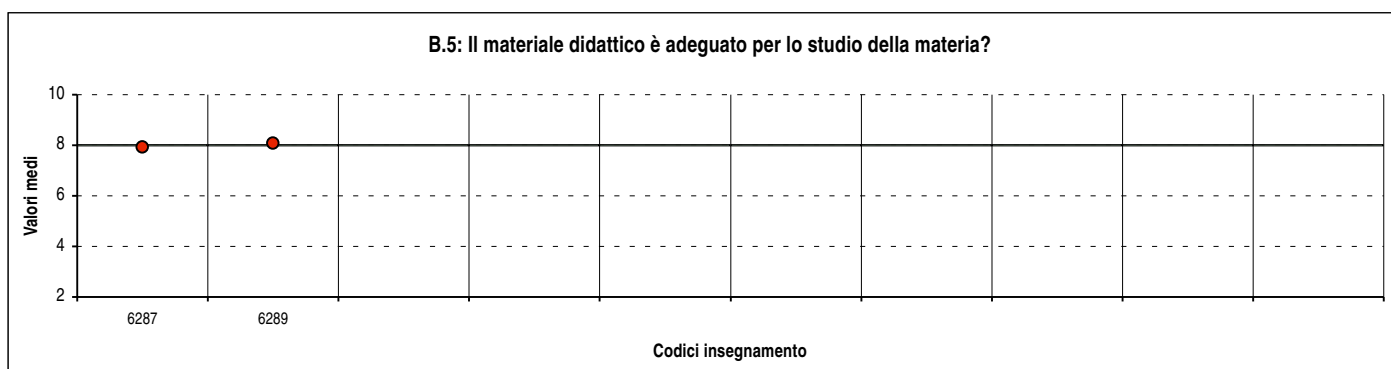 B.5: Il materiale didattico è adeguato per lo studio della materia?
10
8
6
4
2
Valori medi
6287 6289
Codici insegnamento